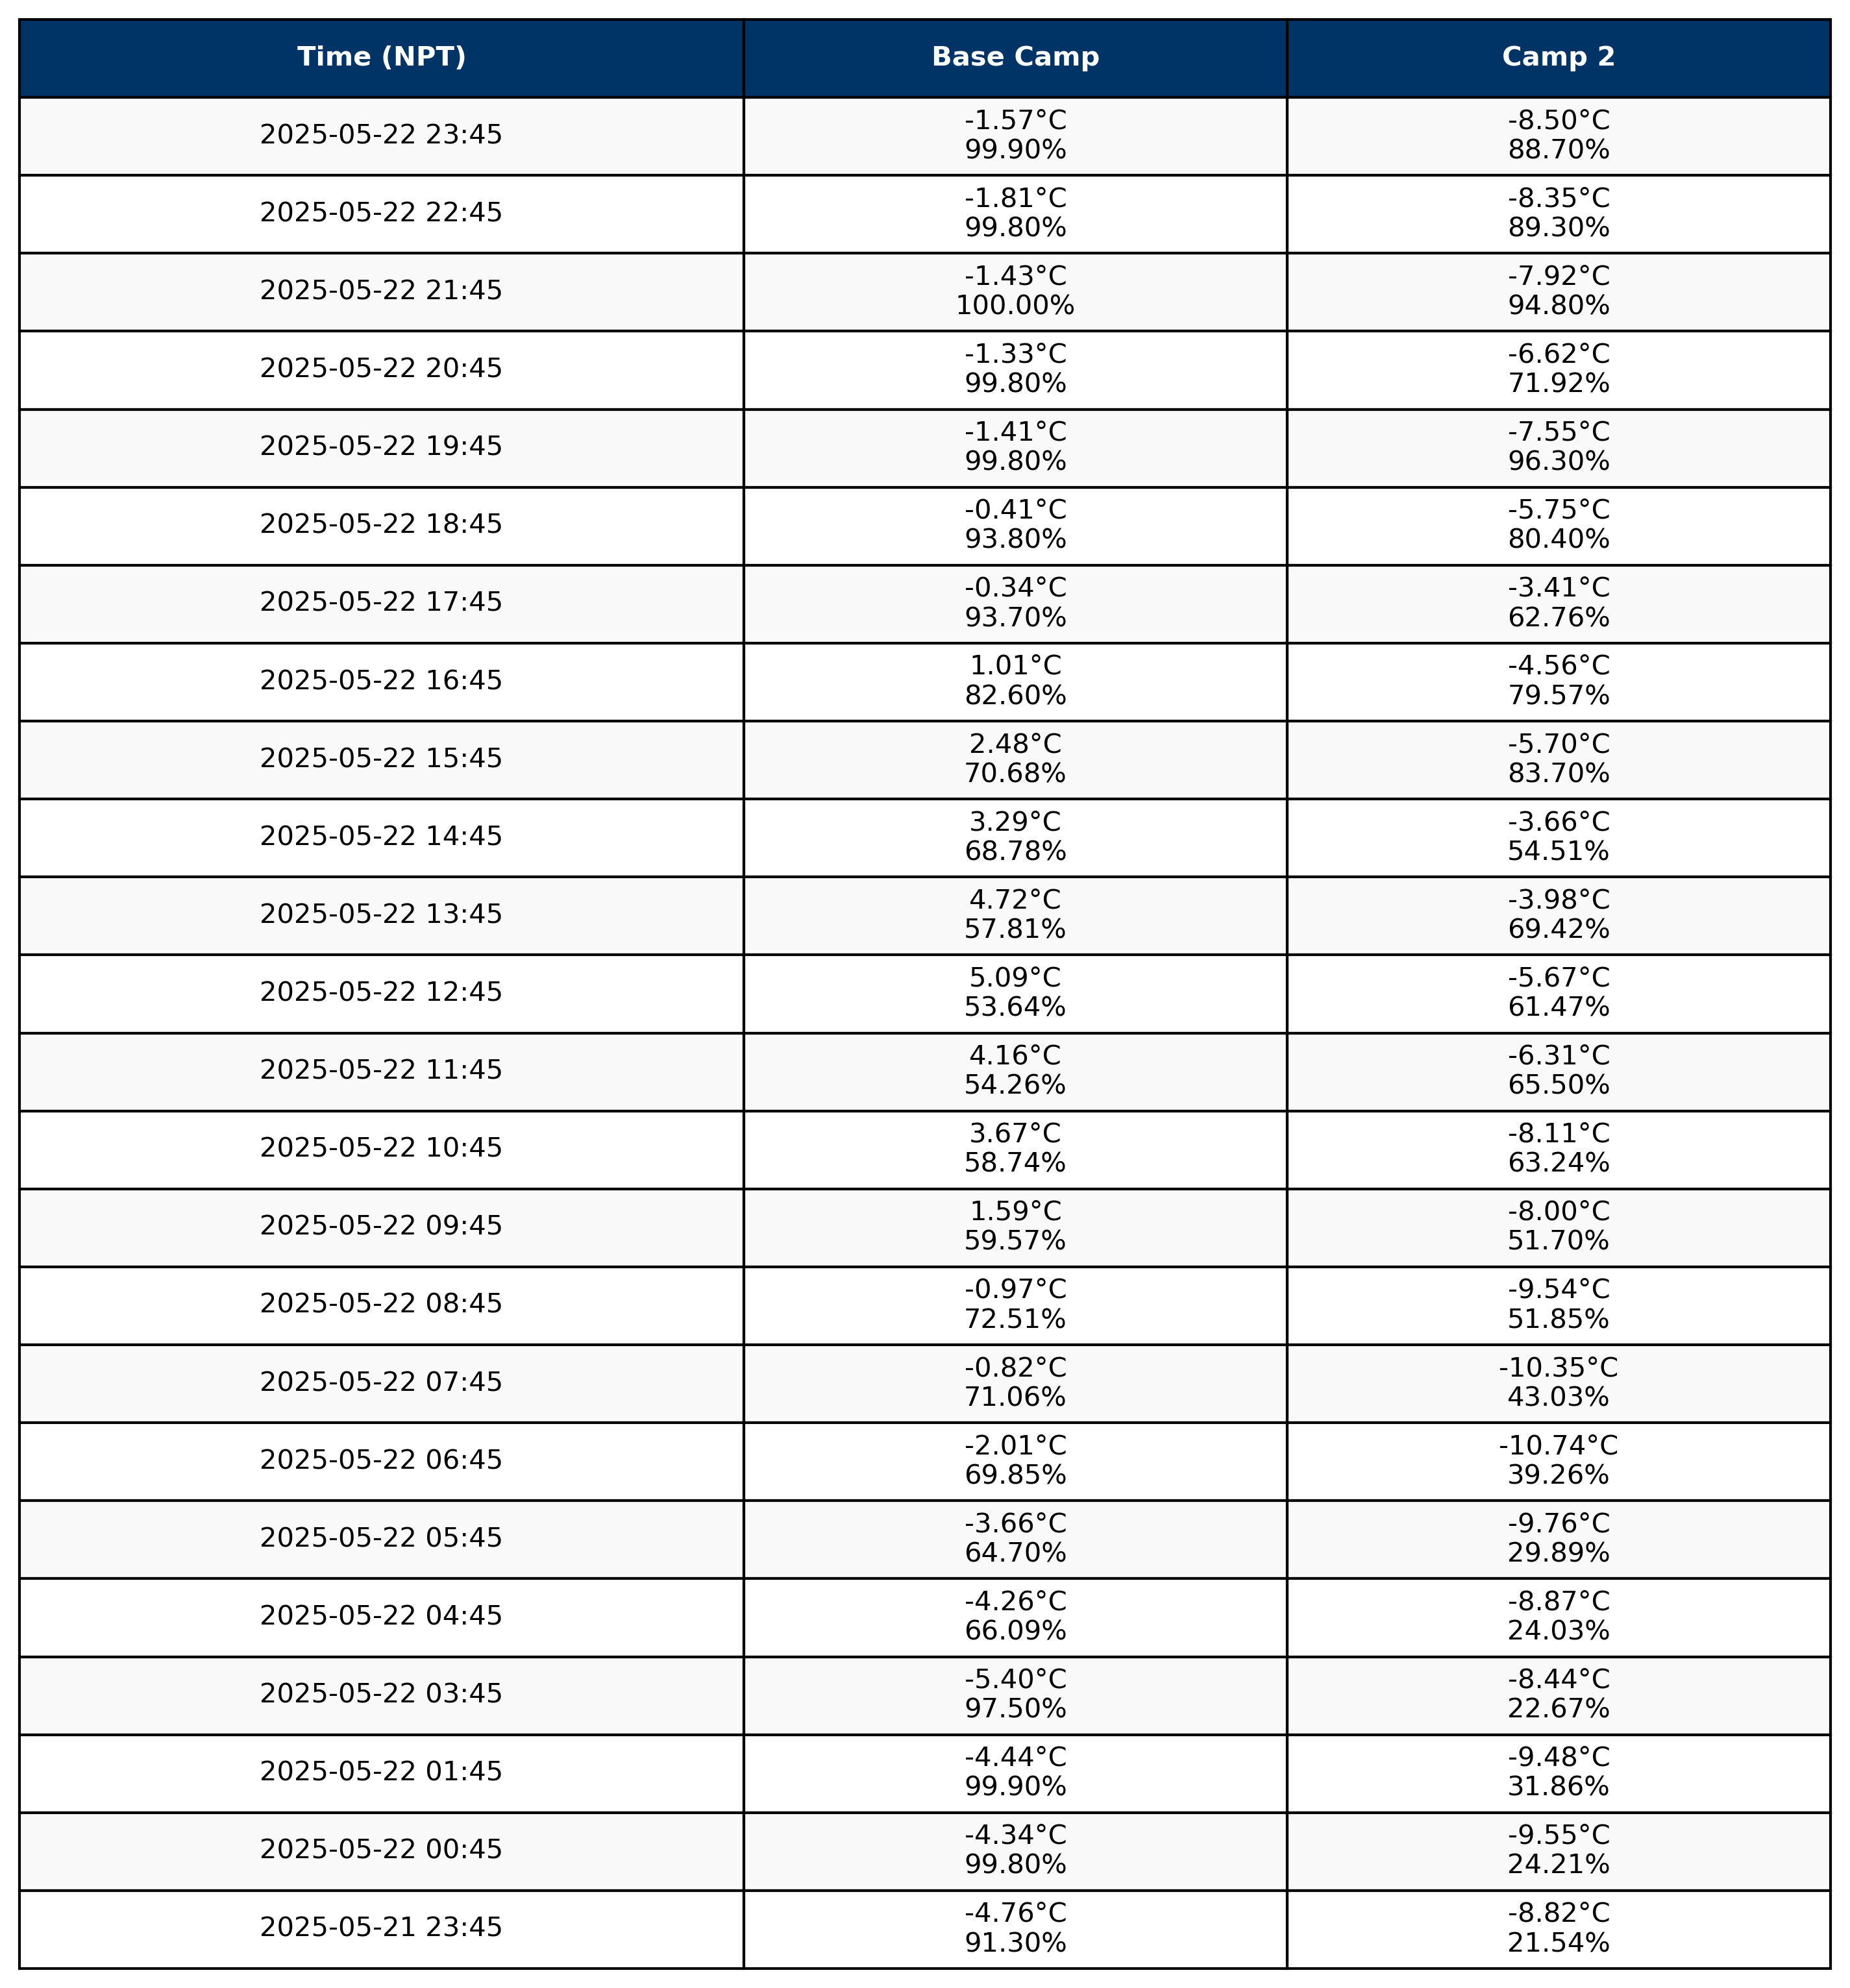 Time (NPT) Base Camp Camp 2
2025-05-22 23:45 -1.57°C -8.50°C
99.90% 88.70%
2025-05-22 22:45 -1.81°C -8.35°C
99.80% 89.30%
2025-05-22 21:45 -1.43°C -7.92°C
100.00% 94.80%
2025-05-22 20:45 -1.33°C -6.62°C
99.80% 71.92%
2025-05-22 19:45 -1.41°C -7.55°C
99.80% 96.30%
2025-05-22 18:45 -0.41°C -5.75°C
93.80% 80.40%
2025-05-22 17:45 -0.34°C -3.41°C
93.70% 62.76%
2025-05-22 16:45 1.01°C -4.56°C
82.60% 79.57%
2025-05-22 15:45 2.48°C -5.70°C
70.68% 83.70%
2025-05-22 14:45 3.29°C -3.66°C
68.78% 54.51%
2025-05-22 13:45 4.72°C -3.98°C
57.81% 69.42%
2025-05-22 12:45 5.09°C -5.67°C
53.64% 61.47%
2025-05-22 11:45 4.16°C -6.31°C
54.26% 65.50%
2025-05-22 10:45 3.67°C -8.11°C
58.74% 63.24%
2025-05-22 09:45 1.59°C -8.00°C
59.57% 51.70%
2025-05-22 08:45 -0.97°C -9.54°C
72.51% 51.85%
2025-05-22 07:45 -0.82°C -10.35°C
71.06% 43.03%
2025-05-22 06:45 -2.01°C -10.74°C
69.85% 39.26%
2025-05-22 05:45 -3.66°C -9.76°C
64.70% 29.89%
2025-05-22 04:45 -4.26°C -8.87°C
66.09% 24.03%
2025-05-22 03:45 -5.40°C -8.44°C
97.50% 22.67%
2025-05-22 01:45 -4.44°C -9.48°C
99.90% 31.86%
2025-05-22 00:45 -4.34°C -9.55°C
99.80% 24.21%
2025-05-21 23:45 -4.76°C -8.82°C
91.30% 21.54%